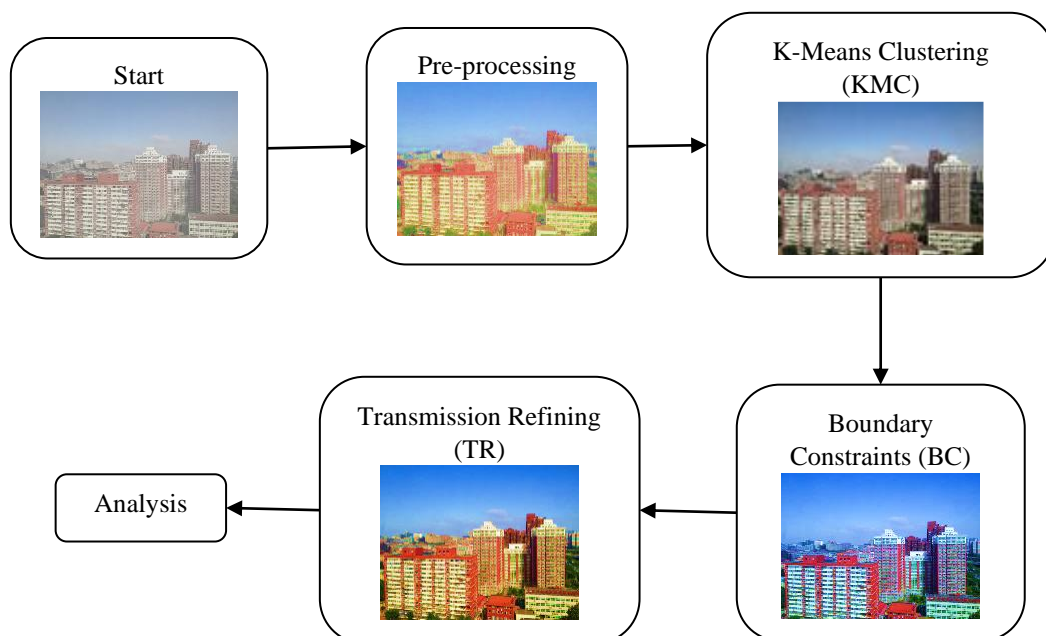 Start
Pre-processing
K-Means Clustering
(KMC)
Boundary
Constraints (BC)
Transmission Refining
(TR)
Analysis